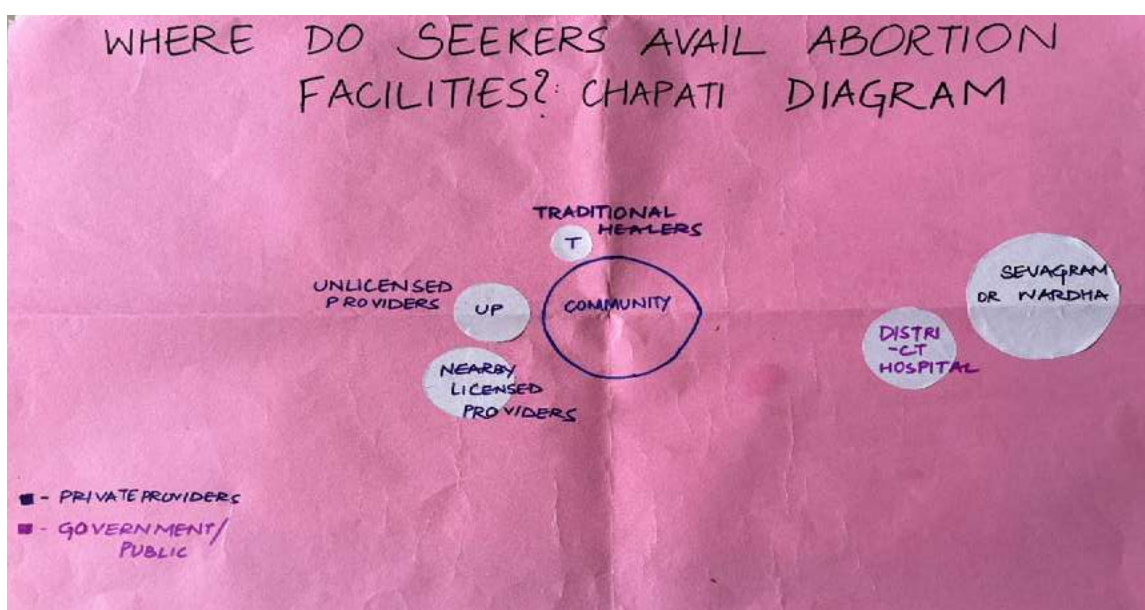 WHERE DO SEEKERS AVAIL ABORTION
FACILITIES? CHAPATI DIAGRAM
TRADITIONAL
HEALERS
T
UNLICENSED
PROVIDERS
UP
COMMUNITY
NEARBY
LICENSED
PROVIDERS
SEVAGRAM
OR WARDHA
DISTRI
-CT
HOSPITAL
- PRIVATE PROVIDERS
- GOVERNMENT/
PUBLIC